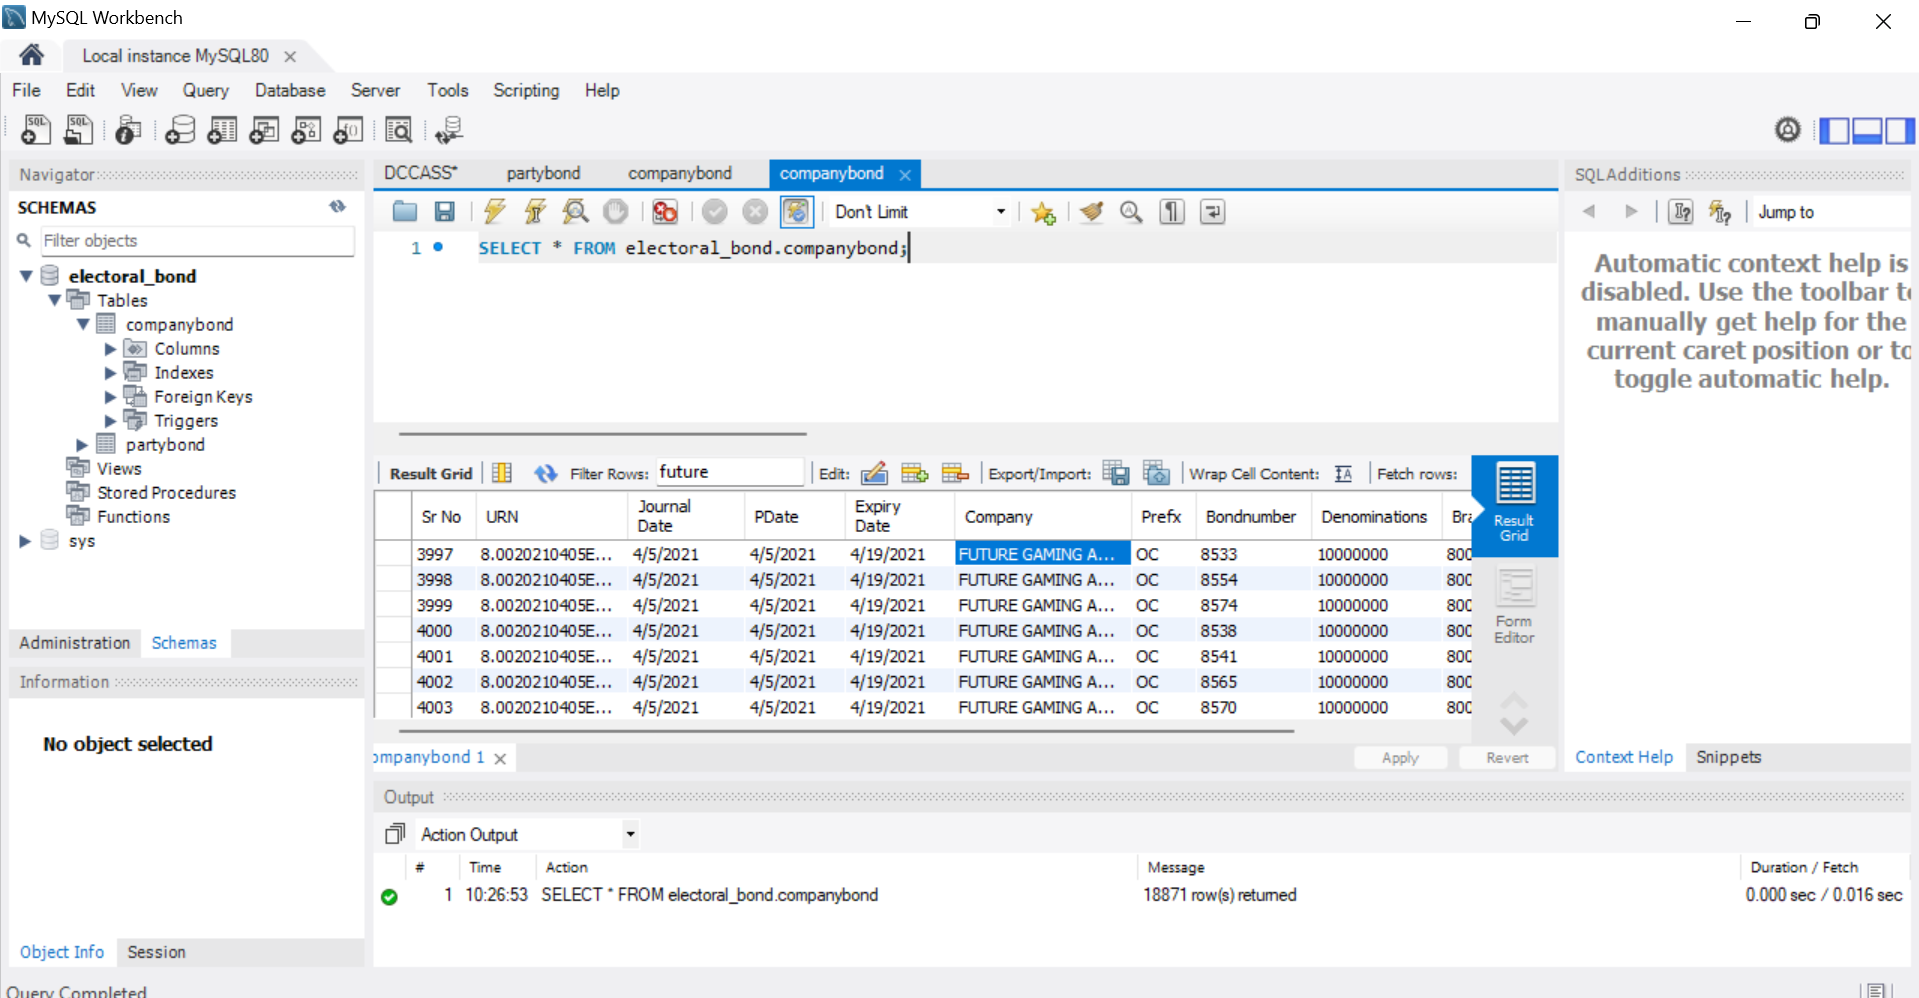 MySQL Workbench
Local instance MySQL80
File Edit View Query Database Server Tools Scripting Help
Navigator
SCHEMAS
Filter objects
electoral_bond
Tables
companybond
Columns
Indexes
Foreign Keys
Triggers
partybond
Views
Stored Procedures
Functions
sys
Administration Schemas
Information
No object selected
Object Info Session
Query Completed
DCCASS* partybond companybond companybond
Don't Limit
1 SELECT * FROM electoral_bond.companybond;
Result Grid Filter Rows: future Edit: Export/Import: Wrap Cell Content: Fetch rows:
Sr No URN Journal Date PDate Expiry Date Company Prefx Bondnumber Denominations Bra
3997 8.0020210405E... 4/5/2021 4/5/2021 4/19/2021 FUTURE GAMING A... OC 8533 10000000 800
3998 8.0020210405E... 4/5/2021 4/5/2021 4/19/2021 FUTURE GAMING A... OC 8554 10000000 800
3999 8.0020210405E... 4/5/2021 4/5/2021 4/19/2021 FUTURE GAMING A... OC 8574 10000000 800
4000 8.0020210405E... 4/5/2021 4/5/2021 4/19/2021 FUTURE GAMING A... OC 8538 10000000 800
4001 8.0020210405E... 4/5/2021 4/5/2021 4/19/2021 FUTURE GAMING A... OC 8541 10000000 800
4002 8.0020210405E... 4/5/2021 4/5/2021 4/19/2021 FUTURE GAMING A... OC 8565 10000000 800
4003 8.0020210405E... 4/5/2021 4/5/2021 4/19/2021 FUTURE GAMING A... OC 8570 10000000 800
Result
Grid
Form
Editor
ompanybond 1 Apply Revert
Output
Action Output
# Time Action Message Duration / Fetch
1 10:26:53 SELECT * FROM electoral_bond.companybond 18871 row(s) returned 0.000 sec / 0.016 sec
SQLAdditions
Jump to
Automatic context help is
disabled. Use the toolbar to
manually get help for the
current caret position or to
toggle automatic help.
Context Help Snippets